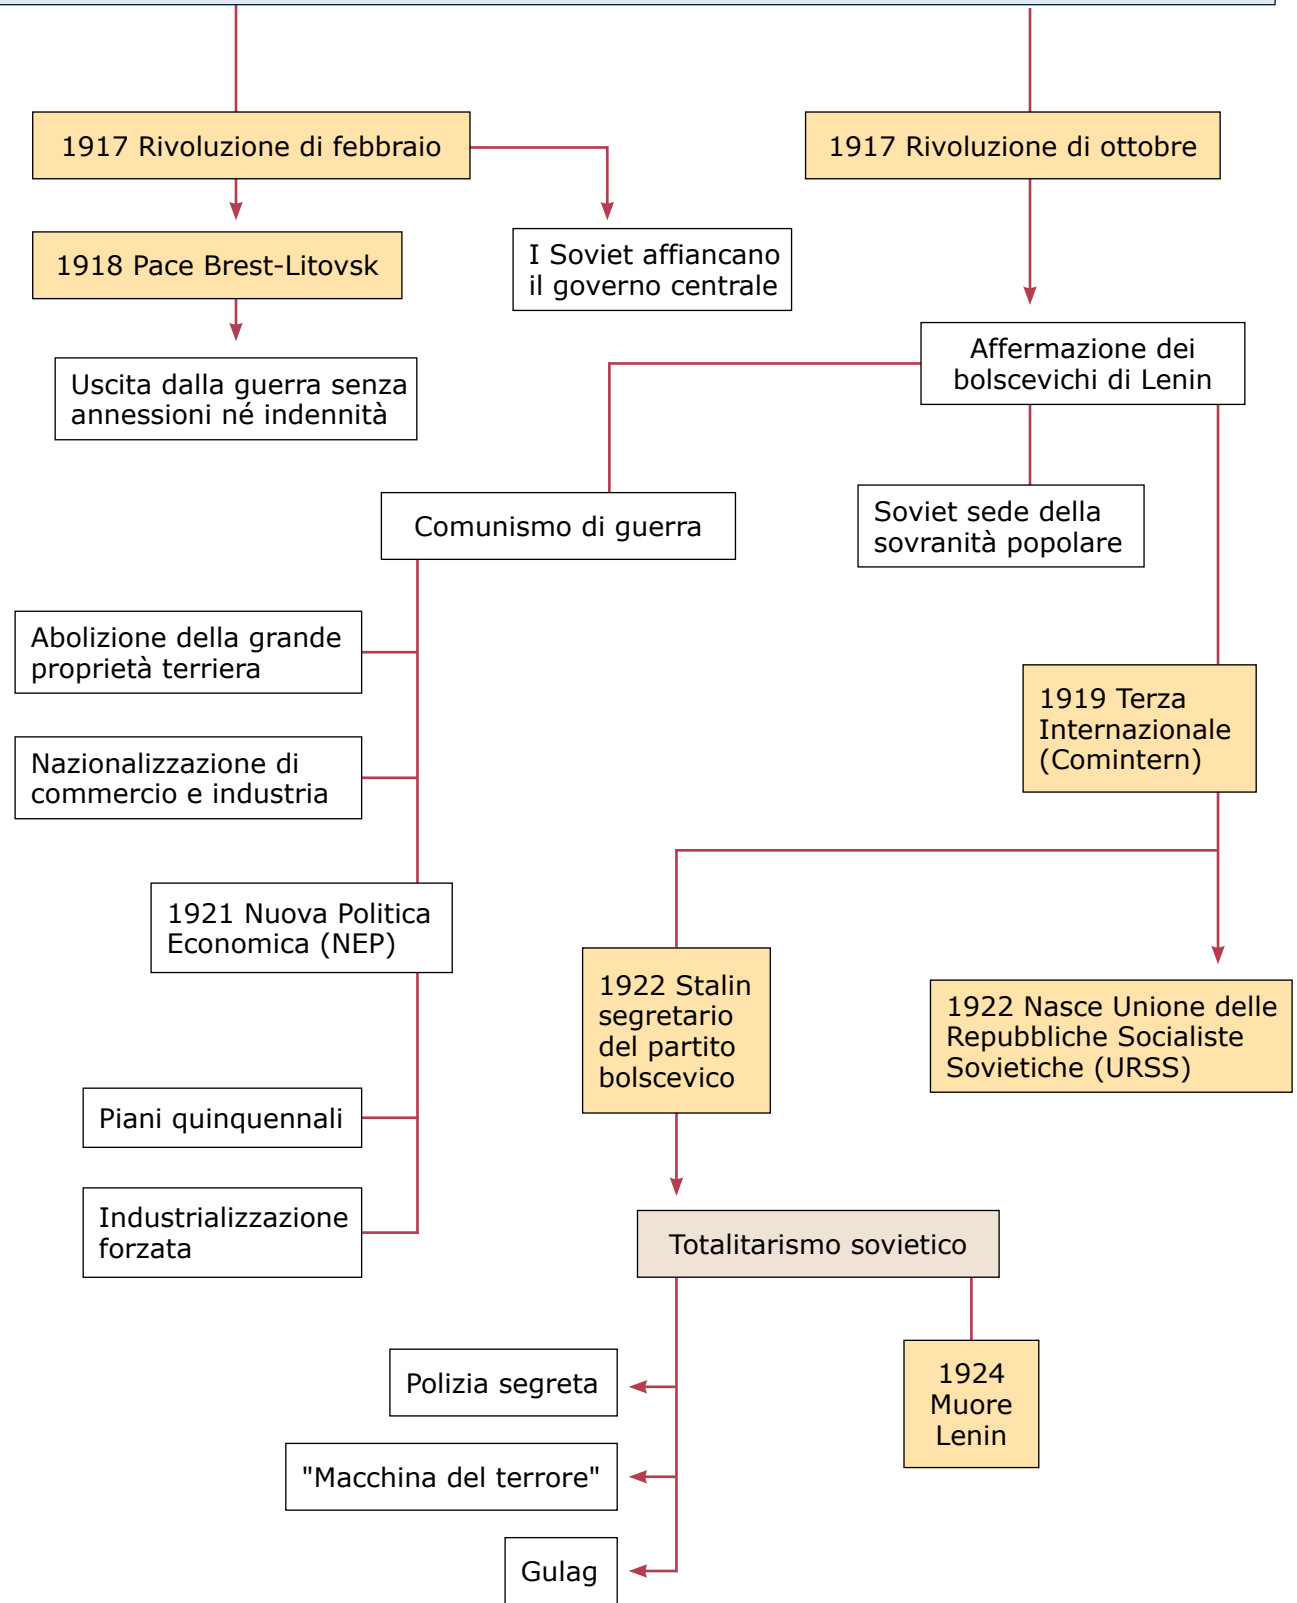 1917 Rivoluzione di febbraio
1917 Rivoluzione di ottobre
1918 Pace Brest-Litovsk
I Soviet affiancano
il governo centrale
Uscita dalla guerra senza
annessioni né indennità
Affermazione dei
bolscevichi di Lenin
Comunismo di guerra
Soviet sede della
sovranità popolare
Abolizione della grande
proprietà terriera
Nazionalizzazione di
commercio e industria
1919 Terza
Internazionale
(Comintern)
1921 Nuova Politica
Economica (NEP)
1922 Stalin
segretario
del partito
bolscevico
1922 Nasce Unione delle
Repubbliche Socialiste
Sovietiche (URSS)
Piani quinquennali
Industrializzazione
forzata
Totalitarismo sovietico
Polizia segreta
1924
Muore
Lenin
"Macchina del terrore"
Gulag